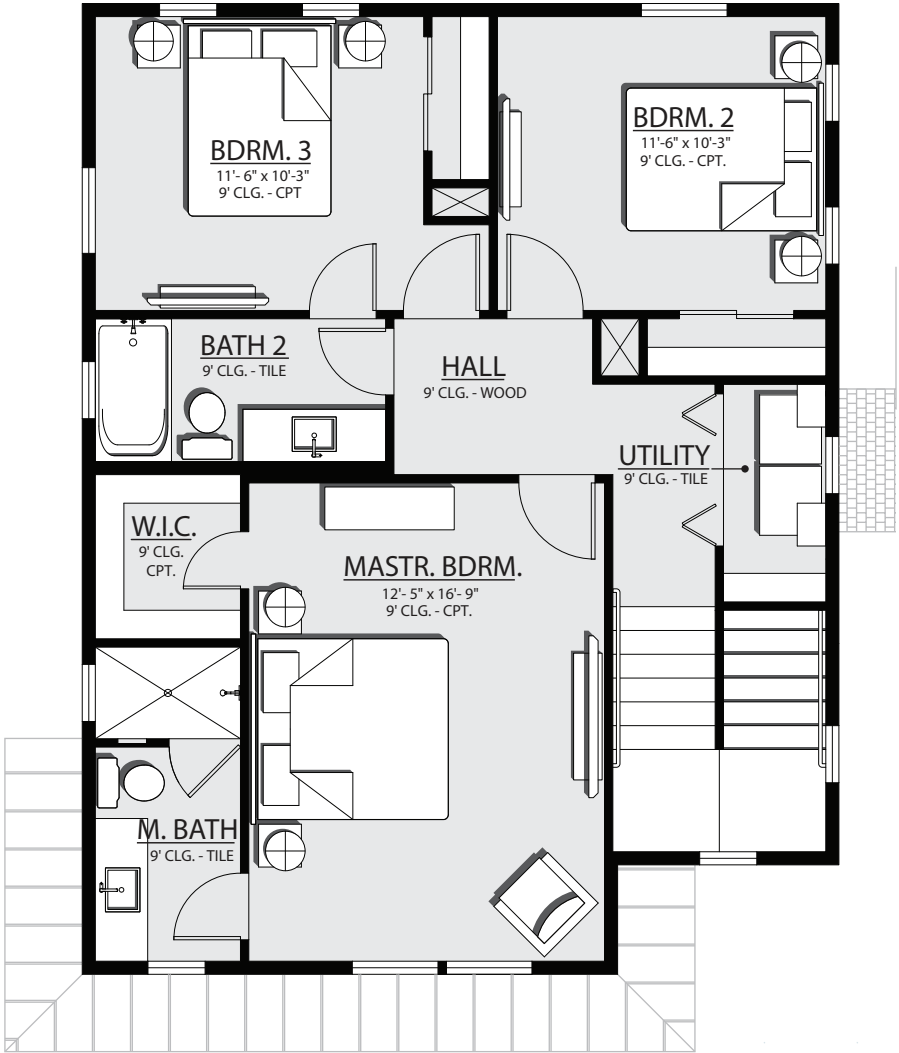 BDRM. 3
11'- 6" x 10'-3"
9' CLG. - CPT
BDRM. 2
11'-6" x 10'-3"
9' CLG. - CPT.
BATH 2
9' CLG. - TILE
HALL
9' CLG. - WOOD
UTILITY
9' CLG. - TILE
W.I.C.
9' CLG.
CPT.
MASTR. BDRM.
12'- 5" x 16'- 9"
9' CLG. - CPT.
M. BATH
9' CLG. - TILE